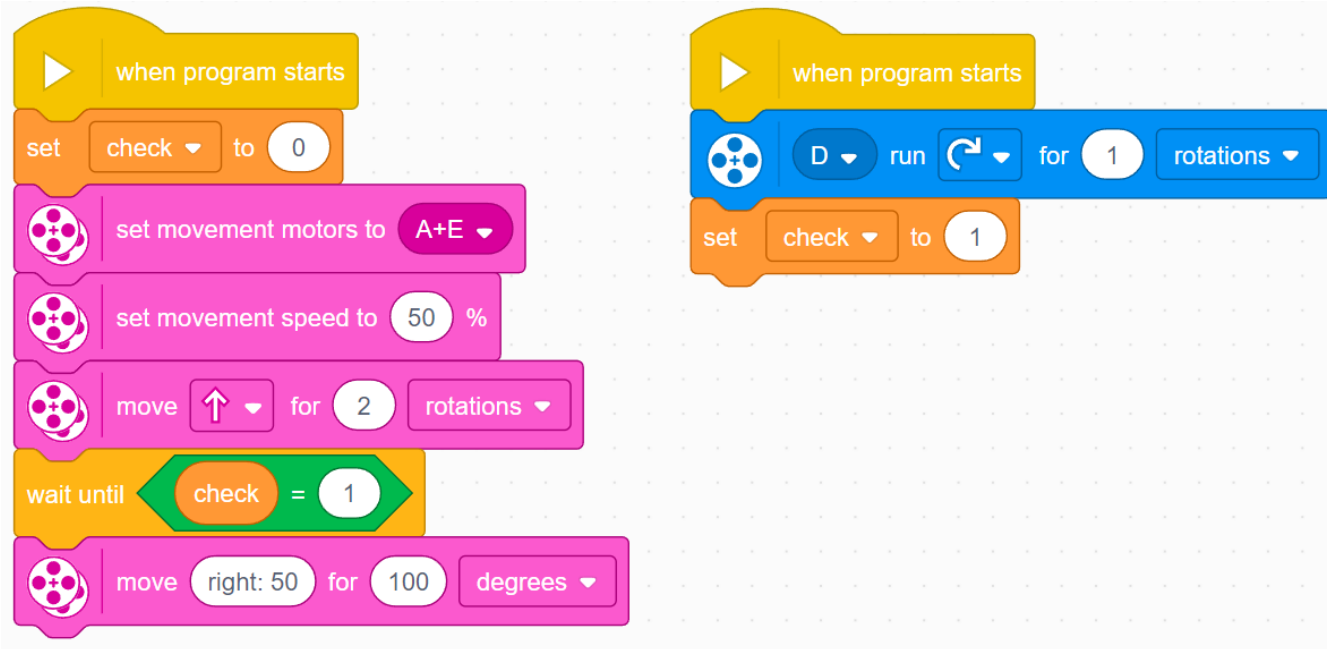 when program starts
set check to 0
set movement motors to A+E
set movement speed to 50 %
move for 2 rotations
wait until check = 1
move right: 50 for 100 degrees
when program starts
D run for 1 rotations
set check to 1